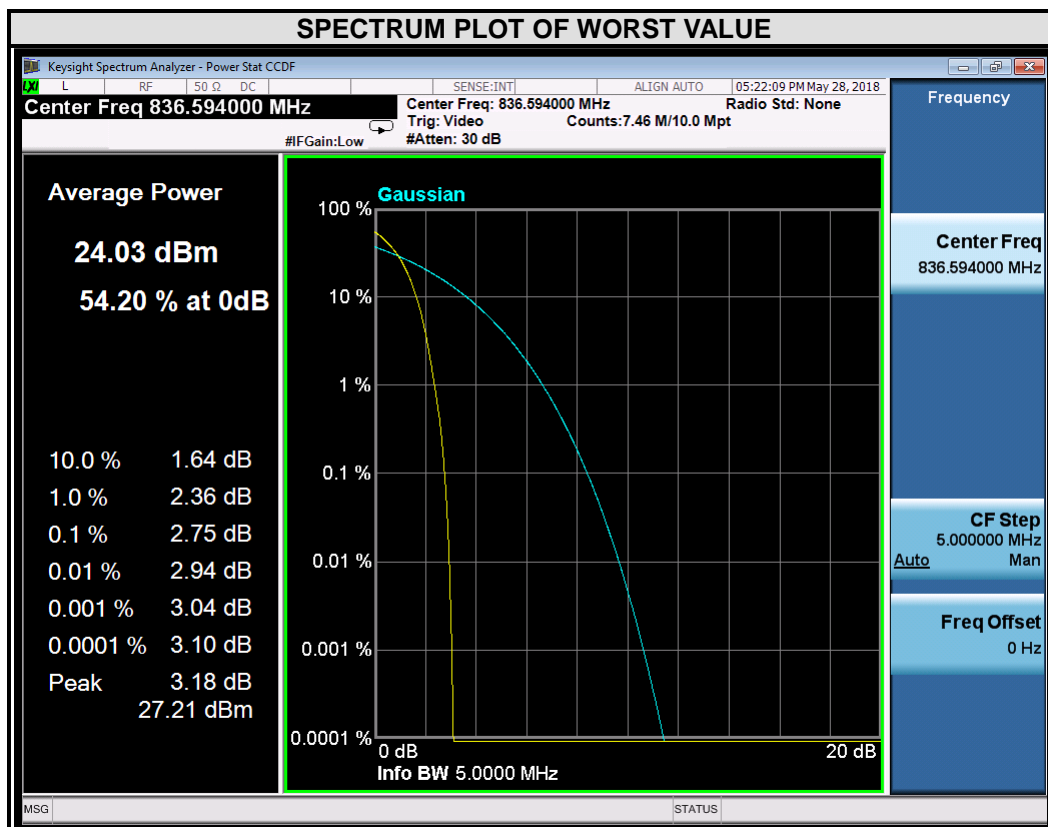 SPECTRUM PLOT OF WORST VALUE
Keysight Spectrum Analyzer - Power Stat CCDF
LXI L RF 50 Ω DC SENSE:INT ALIGN AUTO 05:22:09 PM May 28, 2018
Center Freq 836.594000 MHz
Center Freq: 836.594000 MHz Radio Std: None
Trig: Video Counts:7.46 M/10.0 Mpt
#IFGain:Low #Atten: 30 dB
Average Power
24.03 dBm
54.20 % at 0dB
10.0 % 1.64 dB
1.0 % 2.36 dB
0.1 % 2.75 dB
0.01 % 2.94 dB
0.001 % 3.04 dB
0.0001 % 3.10 dB
Peak 3.18 dB
27.21 dBm
Gaussian
100 %
10 %
1 %
0.1 %
0.01 %
0.001 %
0.0001 %
0 dB 20 dB
Info BW 5.0000 MHz
Frequency
Center Freq
836.594000 MHz
CF Step
5.000000 MHz
Auto Man
Freq Offset
0 Hz
MSG STATUS